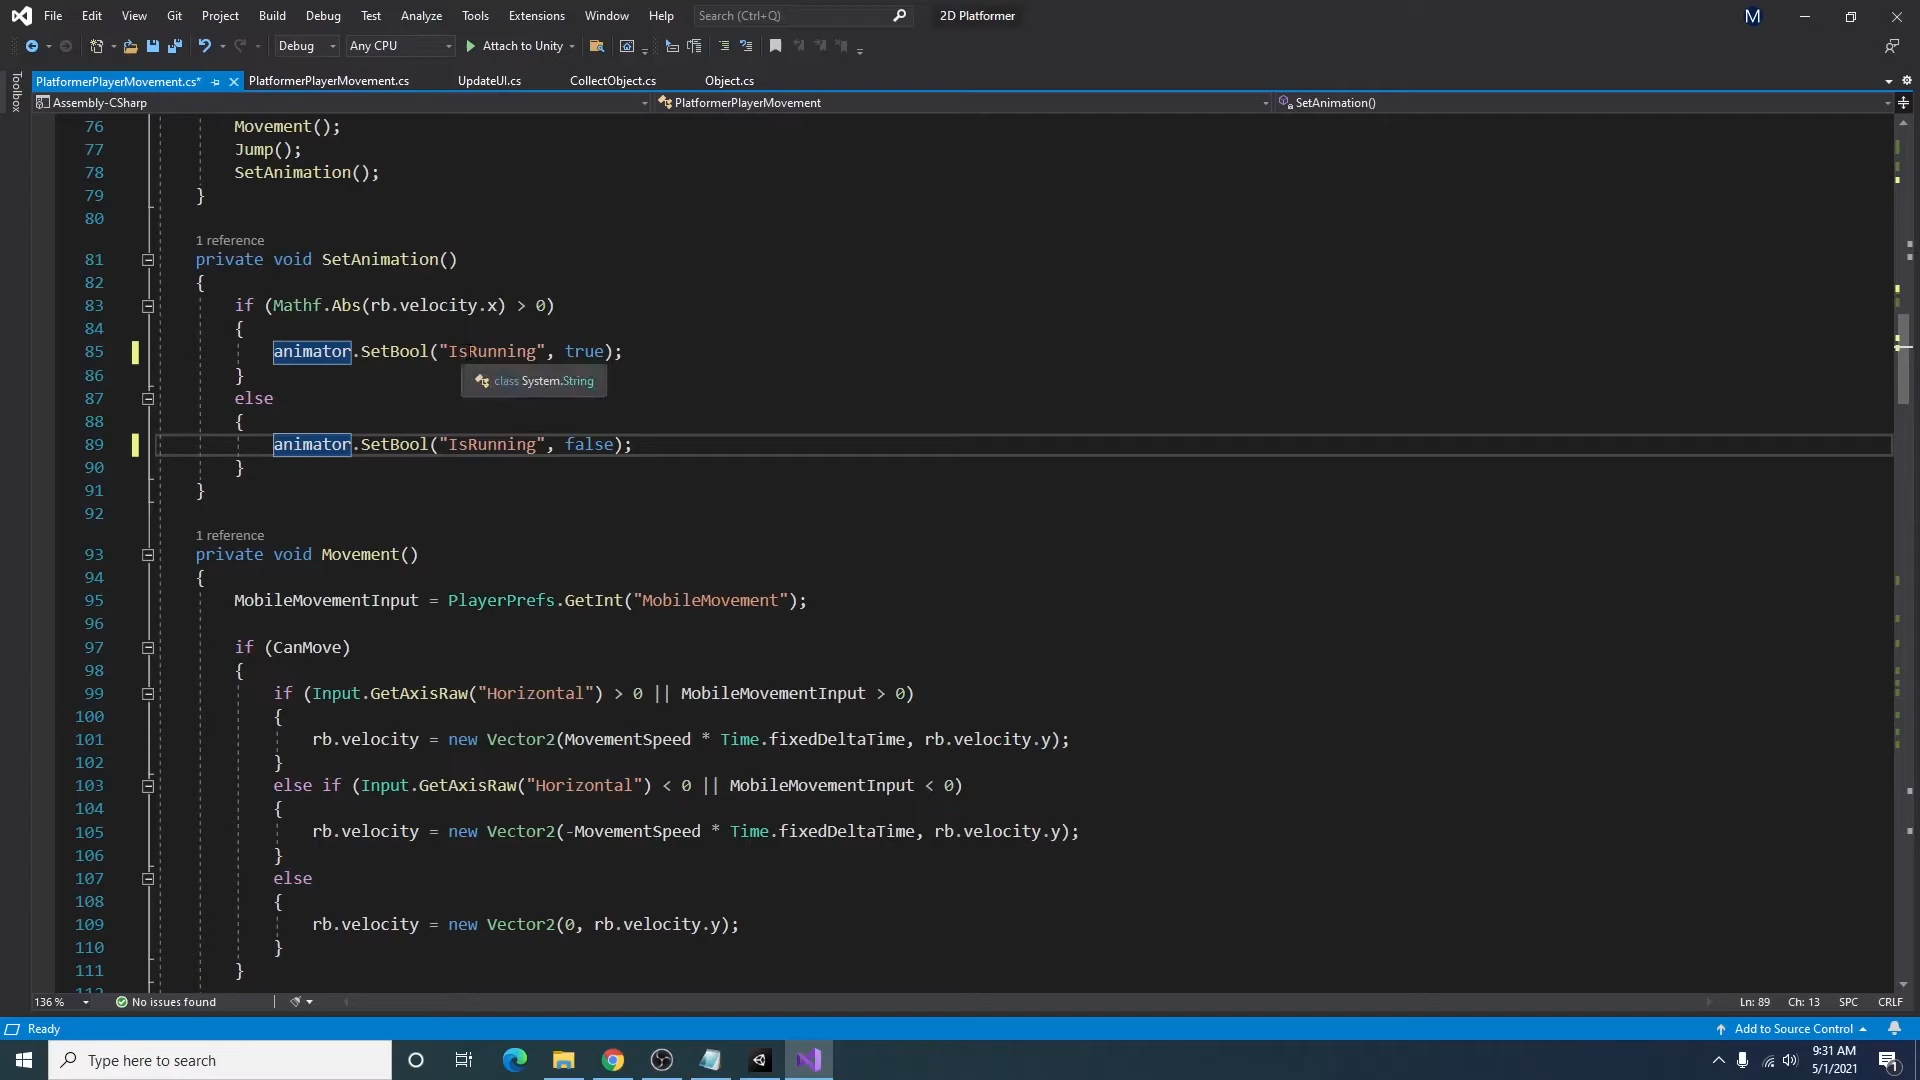 File Edit View Git Project Build Debug Test Analyze Tools Extensions Window Help Search (Ctrl+Q) 2D Platformer M
Debug Any CPU Attach to Unity
Toolbox
PlatformerPlayerMovement.cs* PlatformerPlayerMovement.cs UpdateUI.cs CollectObject.cs Object.cs
Assembly-CSharp PlatformerPlayerMovement SetAnimation()
76 Movement();
77 Jump();
78 SetAnimation();
79 }
80
1 reference
81 private void SetAnimation()
82 {
83 if (Mathf.Abs(rb.velocity.x) > 0)
84 {
85 animator.SetBool("IsRunning", true);
86 }
class System.String
87 else
88 {
89 animator.SetBool("IsRunning", false);
90 }
91 }
92
1 reference
93 private void Movement()
94 {
95 MobileMovementInput = PlayerPrefs.GetInt("MobileMovement");
96
97 if (CanMove)
98 {
99 if (Input.GetAxisRaw("Horizontal") > 0 || MobileMovementInput > 0)
100 {
101 rb.velocity = new Vector2(MovementSpeed * Time.fixedDeltaTime, rb.velocity.y);
102 }
103 else if (Input.GetAxisRaw("Horizontal") < 0 || MobileMovementInput < 0)
104 {
105 rb.velocity = new Vector2(-MovementSpeed * Time.fixedDeltaTime, rb.velocity.y);
106 }
107 else
108 {
109 rb.velocity = new Vector2(0, rb.velocity.y);
110 }
111 }
136 % No issues found Ln: 89 Ch: 13 SPC CRLF
Ready Add to Source Control
Type here to search 9:31 AM
5/1/2021 1